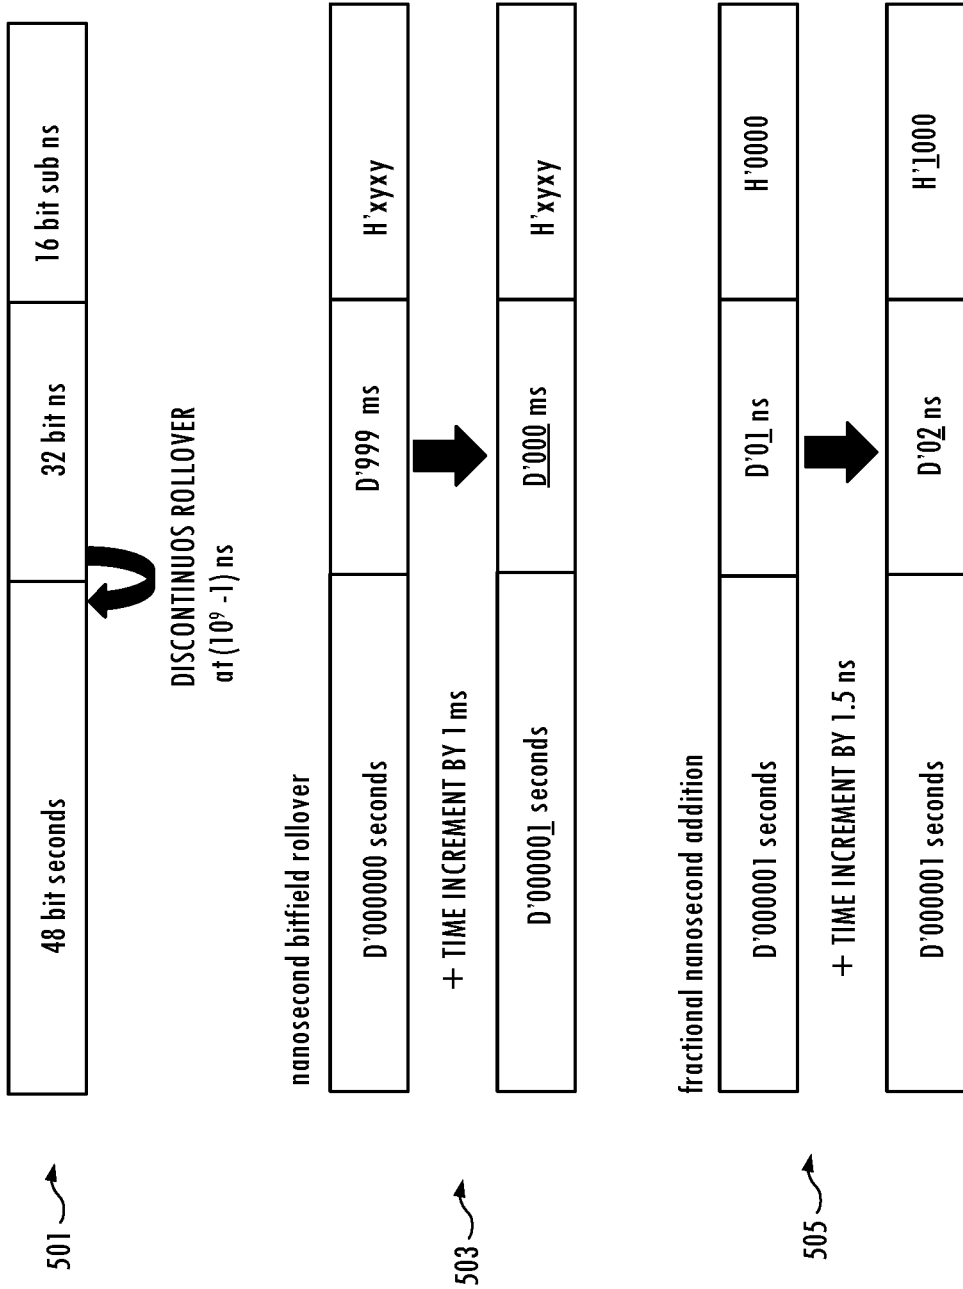 501
48 bit seconds
32 bit ns
16 bit sub ns
DISCONTINUOS ROLLOVER
at (10⁹ -1) ns
nanosecond bitfield rollover
503
D'000000 seconds
D'999 ms
H'xyxy
+ TIME INCREMENT BY 1 ms
D'000001 seconds
D'000 ms
H'xyxy
fractional nanosecond addition
505
D'000001 seconds
D'01 ns
H'0000
+ TIME INCREMENT BY 1.5 ns
D'000001 seconds
D'02 ns
H'1000